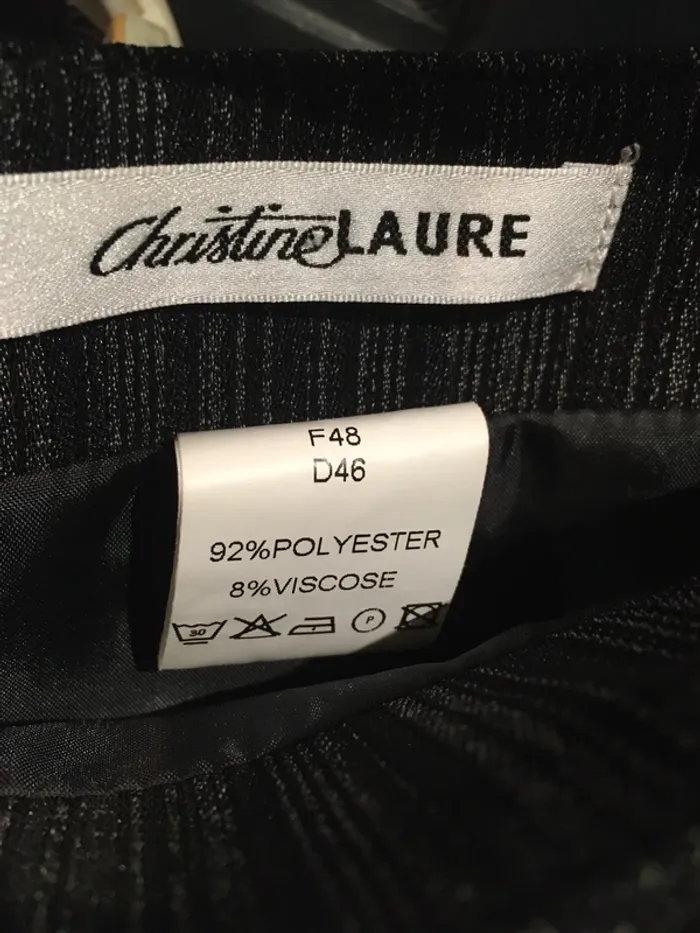 Christine LAURE
F48
D46
92%POLYESTER
8%VISCOSE
30 P